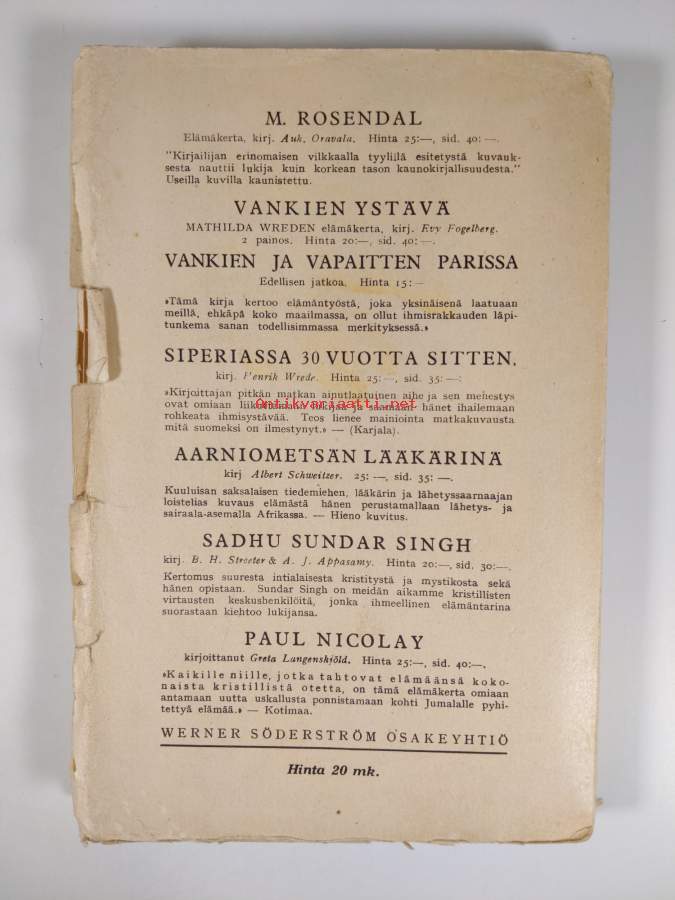 M. ROSENDAL
Elämäkerta, kirj. Auk. Oravala. Hinta 25:—, sid. 40:—.
"Kirjailijan erinomaisen vilkkaalla tyylillä esitetystä kuvauk-
sesta nauttii lukija kuin korkean tason kaunokirjallisuudesta."
Useilla kuvilla kaunistettu.
VANKIEN YSTÄVÄ
MATHILDA WREDEN elämäkerta, kirj. Evy Fogelberg.
2 painos. Hinta 20:—, sid. 40:—.
VANKIEN JA VAPAITTEN PARISSA
Edellisen jatkoa. Hinta 15:—
»Tämä kirja kertoo elämäntyöstä, joka yksinäisenä laatuaan
meillä, ehkäpä koko maailmassa, on ollut ihmisrakkauden läpi-
tunkema sanan todellisimmassa merkityksessä.»
SIPERIASSA 30 VUOTTA SITTEN.
kirj. Henrik Wrede. Hinta 25:—, sid. 35:—:
»Kirjoittajan pitkän matkan ainutlaatuinen aihe ja sen menestys
ovat omiaan lukijaa ja saamaan hänet ihailemaan
antikvariaatti.net
rohkeata ihmisystävää. Teos lienee mainiointa matkakuvausta
mitä suomeksi on ilmestynyt.» — (Karjala).
AARNIOMETSÄN LÄÄKÄRINÄ
kirj Albert Schweitzer. 25: —, sid. 35: —.
Kuuluisan saksalaisen tiedemiehen, lääkärin ja lähetyssaarnaajan
loistelias kuvaus elämästä hänen perustamallaan lähetys- ja
sairaala-asemalla Afrikassa. — Hieno kuvitus.
SADHU SUNDAR SINGH
kirj. B. H. Streeter & A. J. Appasamy. Hinta 20:—, sid. 30:—.
Kertomus suuresta intialaisesta kristitystä ja mystikosta sekä
hänen opistaan. Sundar Singh on meidän aikamme kristillisten
virtausten keskushenkilöitä, jonka ihmeellinen elämäntarina
suorastaan kiehtoo lukijansa.
PAUL NICOLAY
kirjoittanut Greta Langenskjöld. Hinta 25:—, sid. 40:—.
»Kaikille niille, jotka tahtovat elämäänsä koko-
naista kristillistä otetta, on tämä elämäkerta omiaan
antamaan uutta uskallusta ponnistamaan kohti Jumalalle pyhi-
tettyä elämää.» — Kotimaa.
WERNER SÖDERSTRÖM OSAKEYHTIÖ
Hinta 20 mk.